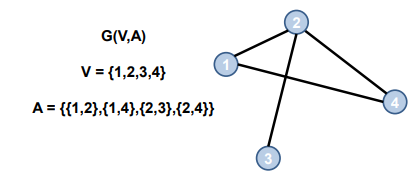 G(V,A)
V = {1,2,3,4}
A = {{1,2},{1,4},{2,3},{2,4}}
2
1
4
3